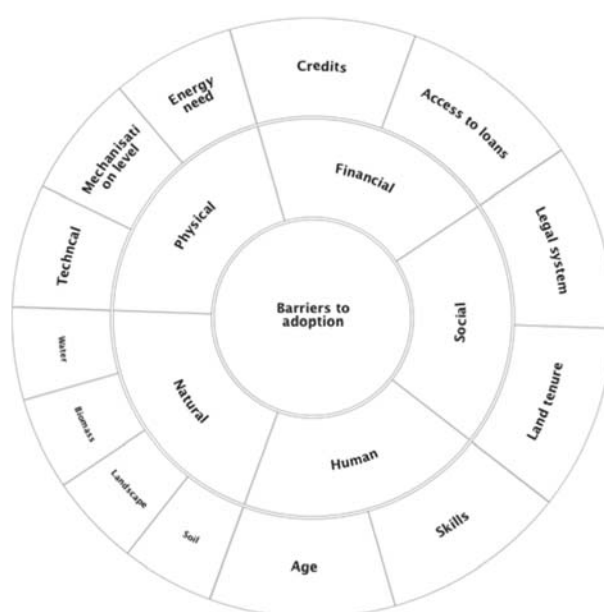 Barriers to
adoption
Financial
Social
Human
Natural
Physical
Credits
Access to loans
Legal system
Land tenure
Skills
Age
Soil
Landscape
Biomass
Water
Techncal
Mechanisati
on level
Energy
need